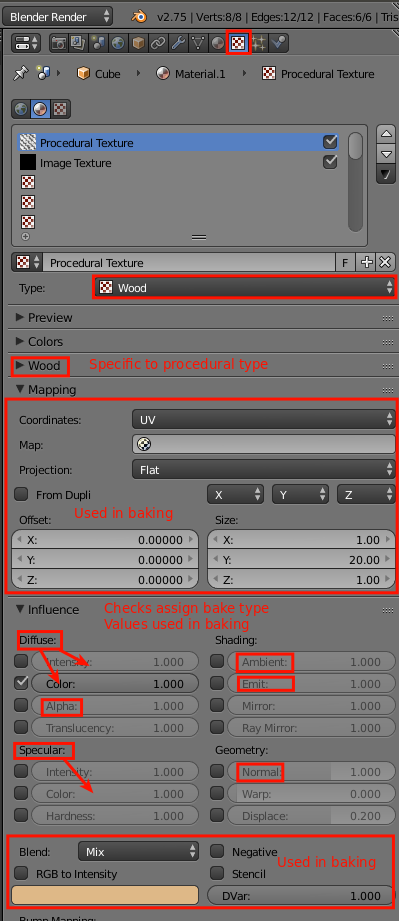 Blender Render
v2.75 | Verts:8/8 | Edges:12/12 | Faces:6/6 | Tris
Cube
Material.1
Procedural Texture
Procedural Texture
Image Texture
Procedural Texture
F
Type:
Wood
Preview
Colors
Wood
Specific to procedural type
Mapping
Coordinates:
UV
Map:
Projection:
Flat
From Dupli
X
Y
Z
Offset:
Used in baking
Size:
X: 0.00000
X: 1.00
Y: 0.00000
Y: 20.00
Z: 0.00000
Z: 1.00
Influence
Checks assign bake type
Values used in baking
Diffuse:
Shading:
Intensity: 1.000
Ambient: 1.000
Color: 1.000
Emit: 1.000
Alpha: 1.000
Mirror: 1.000
Translucency: 1.000
Ray Mirror: 1.000
Specular:
Geometry:
Intensity: 1.000
Normal: 1.000
Color: 1.000
Warp: 0.000
Hardness: 1.000
Displace: 0.200
Blend:
Mix
Negative
Used in baking
RGB to Intensity
Stencil
DVar: 1.000
Bump Mapping: